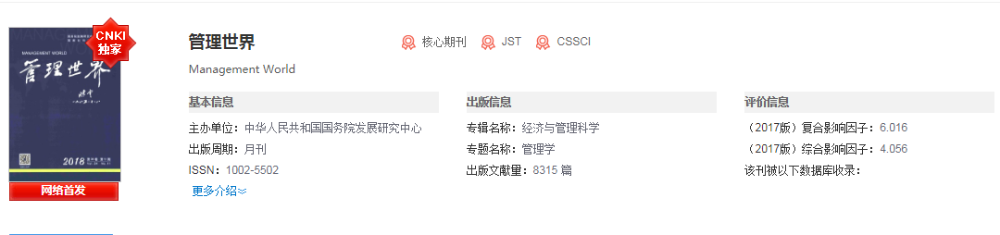 CNKI
独家
MANAGEMENT WORLD
管理世界
2018
网络首发
管理世界
核心期刊 JST CSSCI
Management World
基本信息
主办单位：中华人民共和国国务院发展研究中心
出版周期：月刊
ISSN：1002-5502
更多介绍
出版信息
专辑名称：经济与管理科学
专题名称：管理学
出版文献量：8315 篇
评价信息
（2017版）复合影响因子：6.016
（2017版）综合影响因子：4.056
该刊被以下数据库收录：